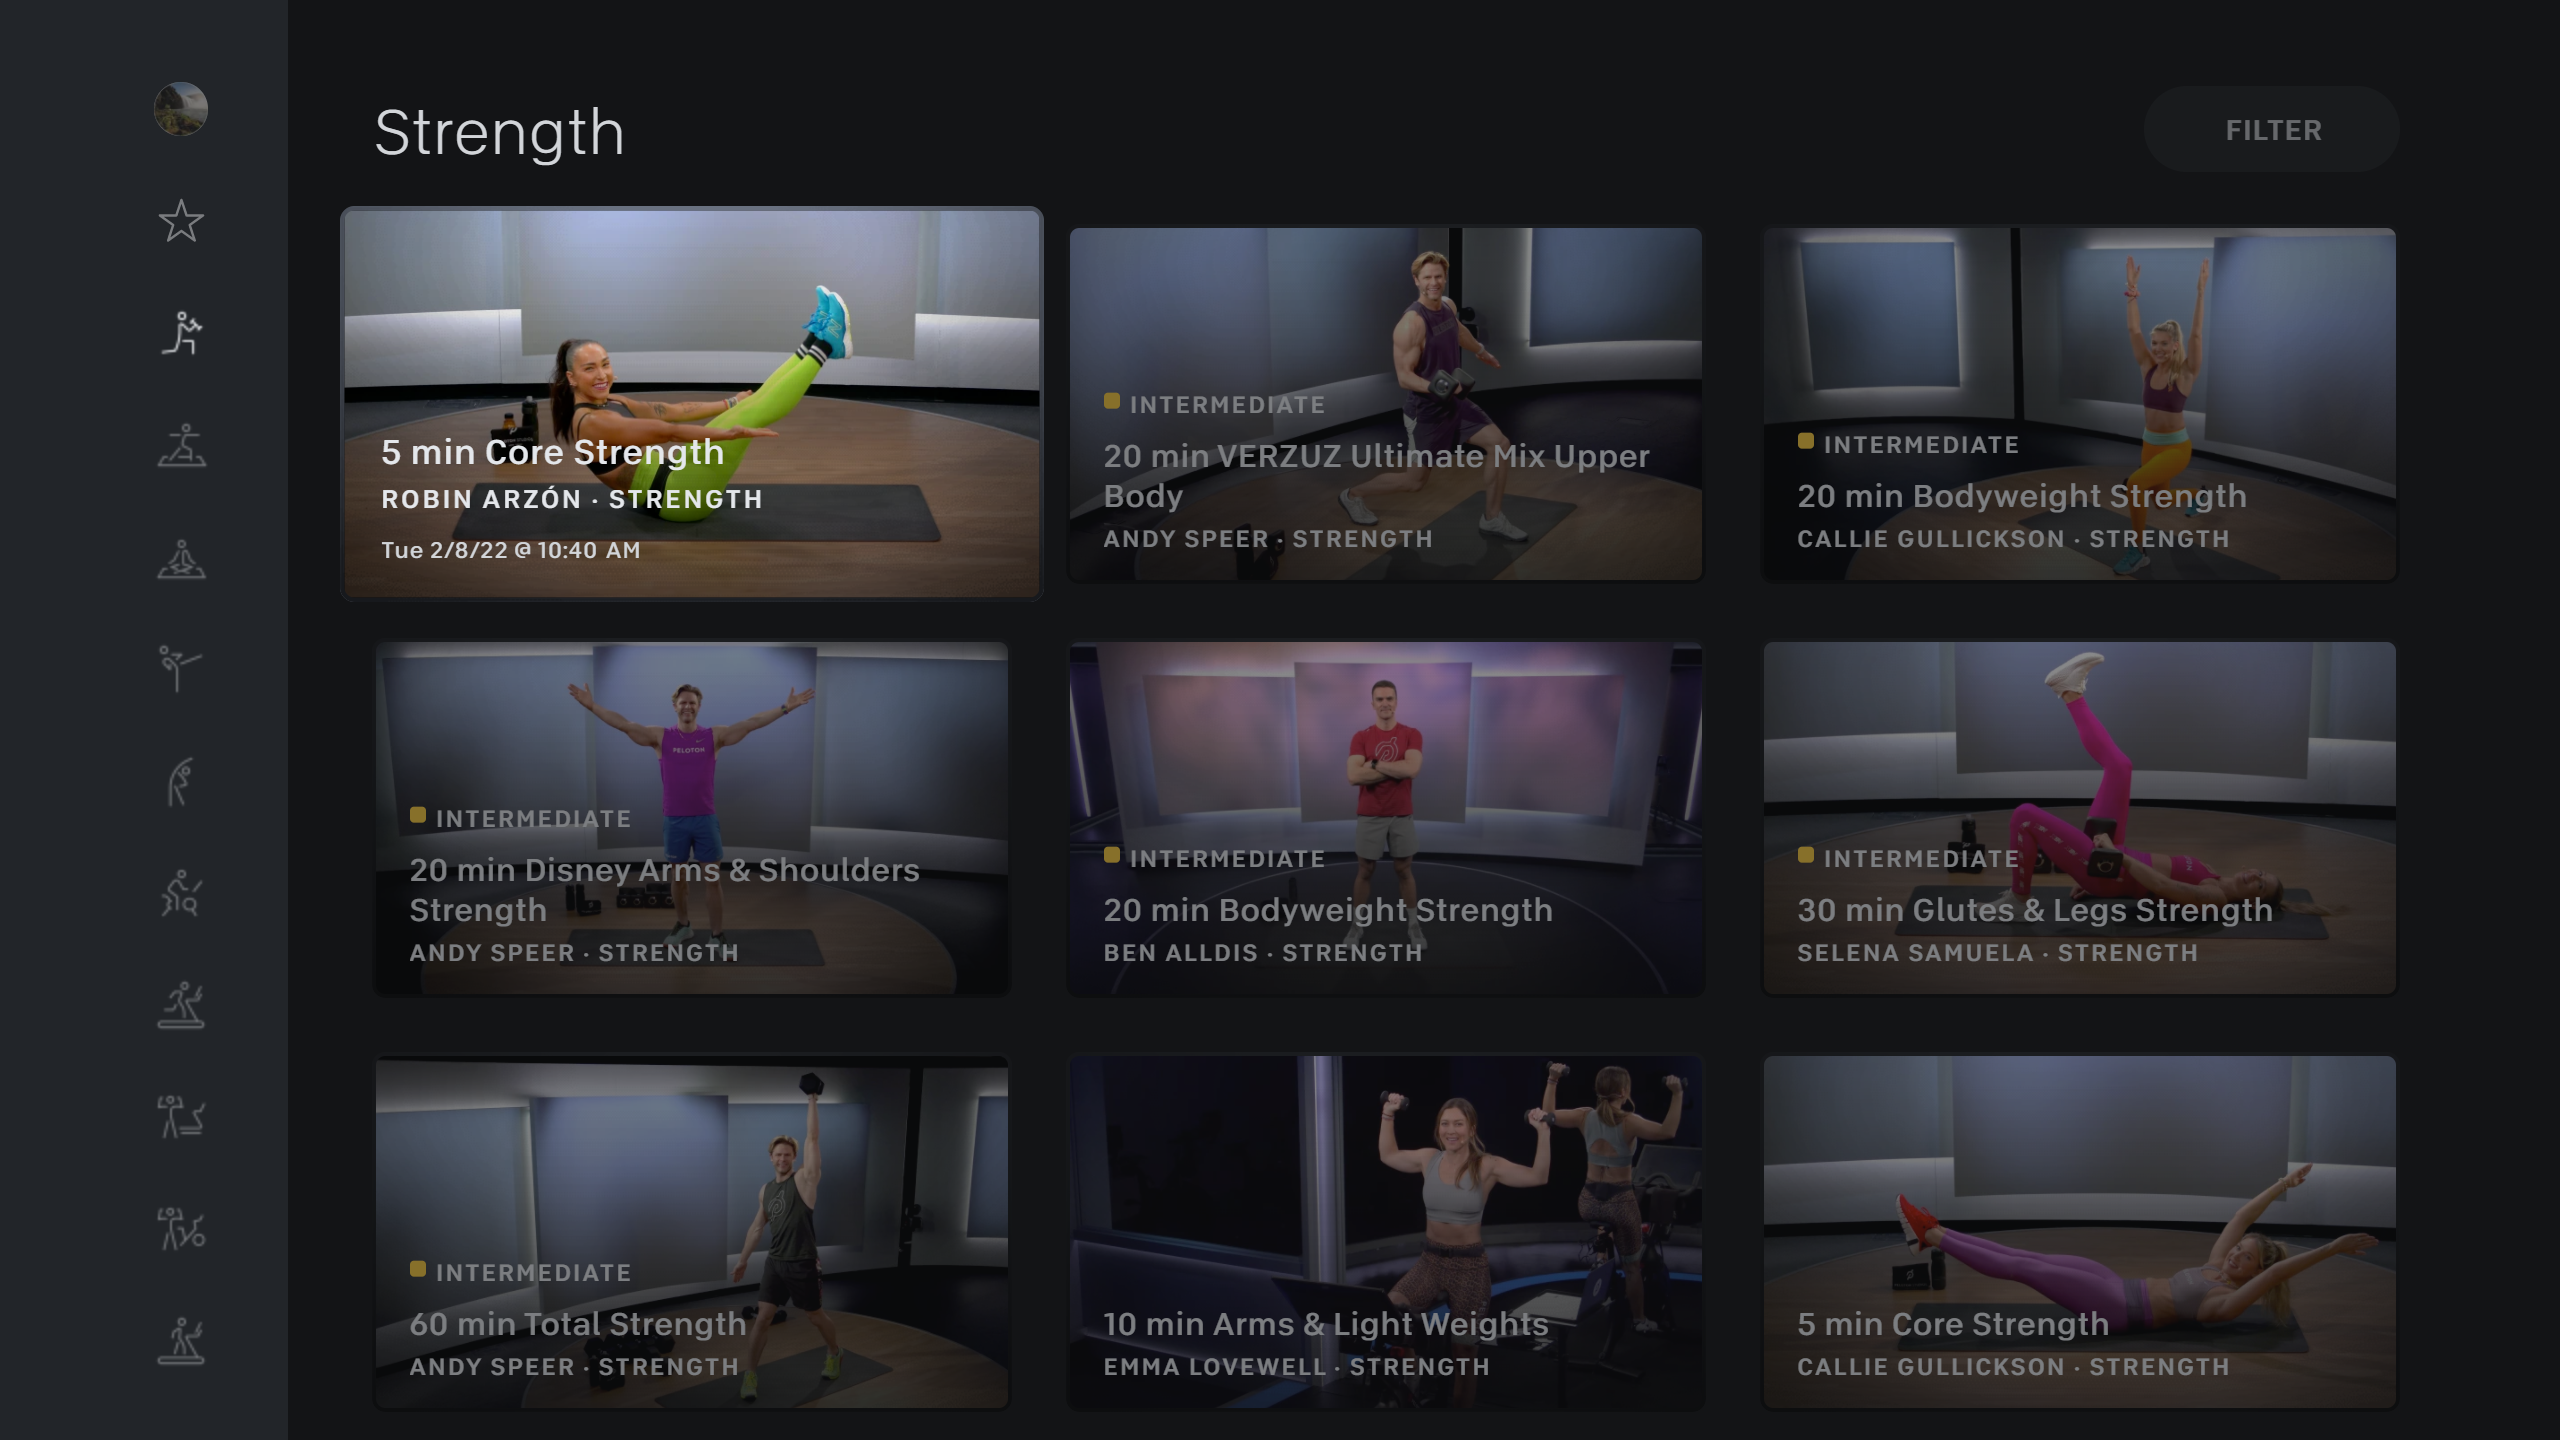 Strength
FILTER
5 min Core Strength
ROBIN ARZÓN · STRENGTH
Tue 2/8/22 @ 10:40 AM
INTERMEDIATE
20 min VERZUZ Ultimate Mix Upper
Body
ANDY SPEER · STRENGTH
INTERMEDIATE
20 min Bodyweight Strength
CALLIE GULLICKSON · STRENGTH
PELOTON
INTERMEDIATE
20 min Disney Arms & Shoulders
Strength
ANDY SPEER · STRENGTH
INTERMEDIATE
20 min Bodyweight Strength
BEN ALLDIS · STRENGTH
INTERMEDIATE
30 min Glutes & Legs Strength
SELENA SAMUELA · STRENGTH
INTERMEDIATE
60 min Total Strength
ANDY SPEER · STRENGTH
10 min Arms & Light Weights
EMMA LOVEWELL · STRENGTH
5 min Core Strength
CALLIE GULLICKSON · STRENGTH